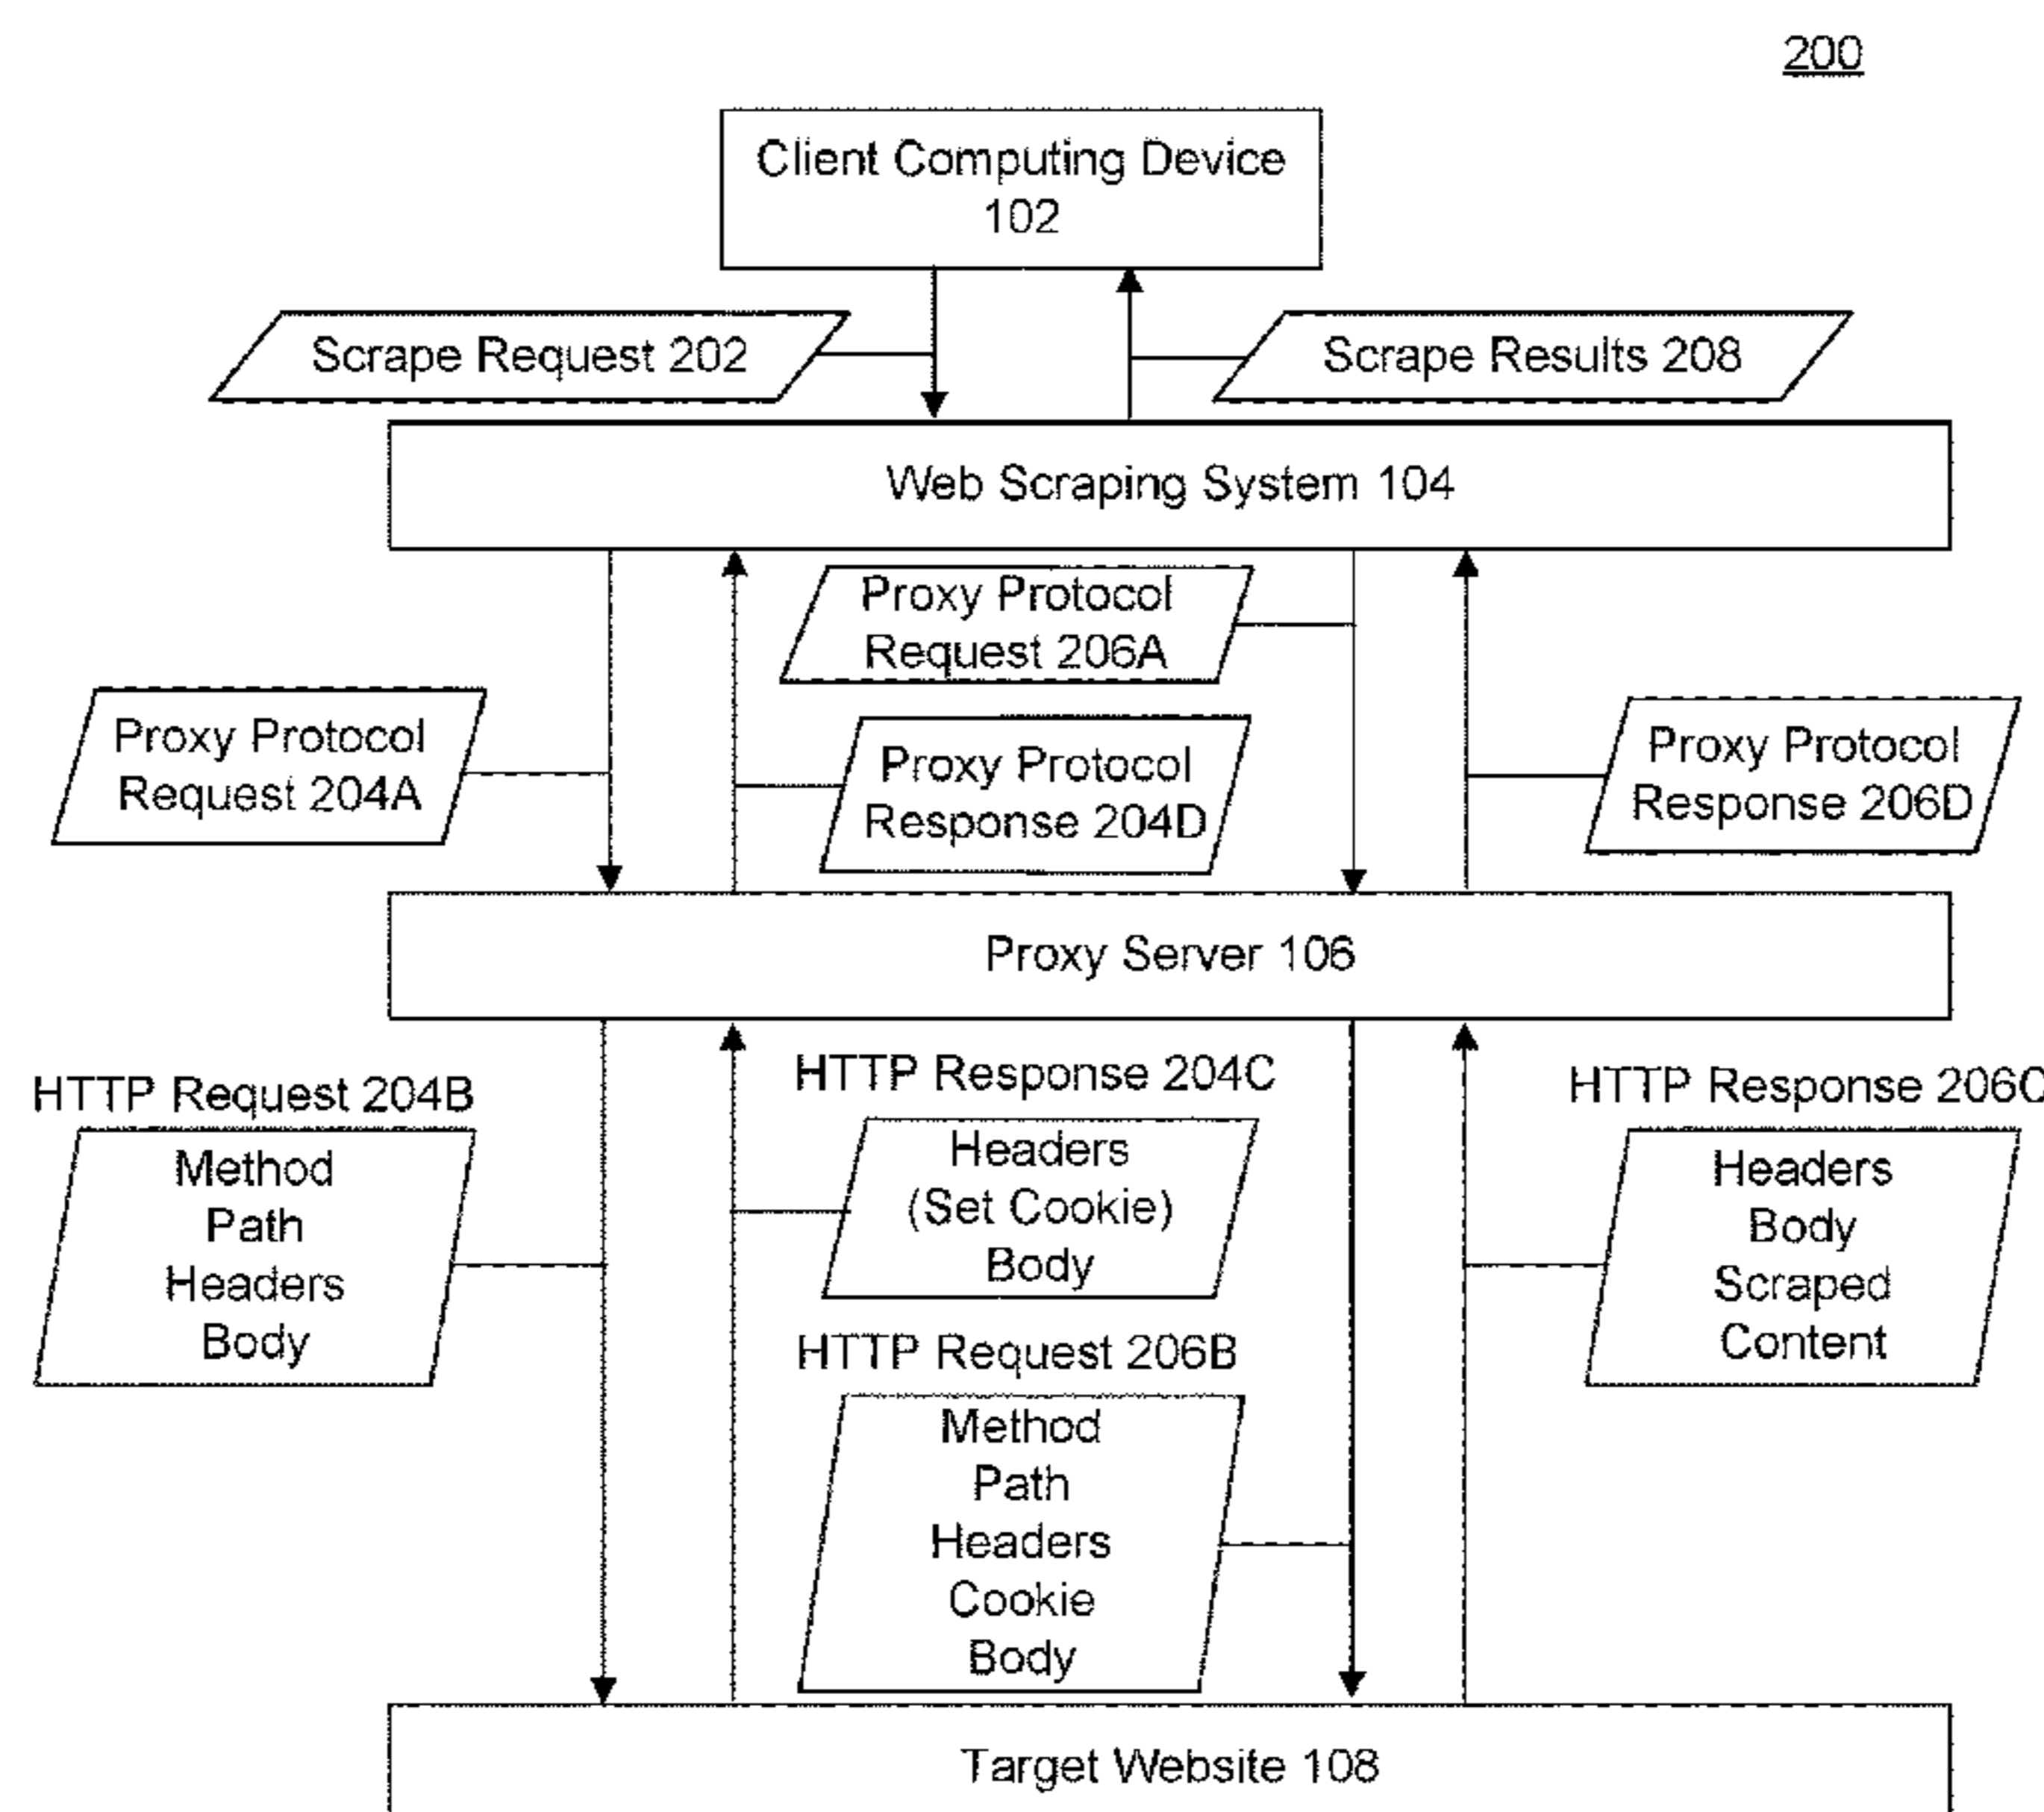 200
Client Computing Device
102
Scrape Request 202
Scrape Results 208
Web Scraping System 104
Proxy Protocol
Request 206A
Proxy Protocol
Request 204A
Proxy Protocol
Response 204D
Proxy Protocol
Response 206D
Proxy Server 106
HTTP Request 204B
Method
Path
Headers
Body
HTTP Response 204C
Headers
(Set Cookie)
Body
HTTP Request 206B
Method
Path
Headers
Cookie
Body
HTTP Response 206C
Headers
Body
Scraped
Content
Target Website 108